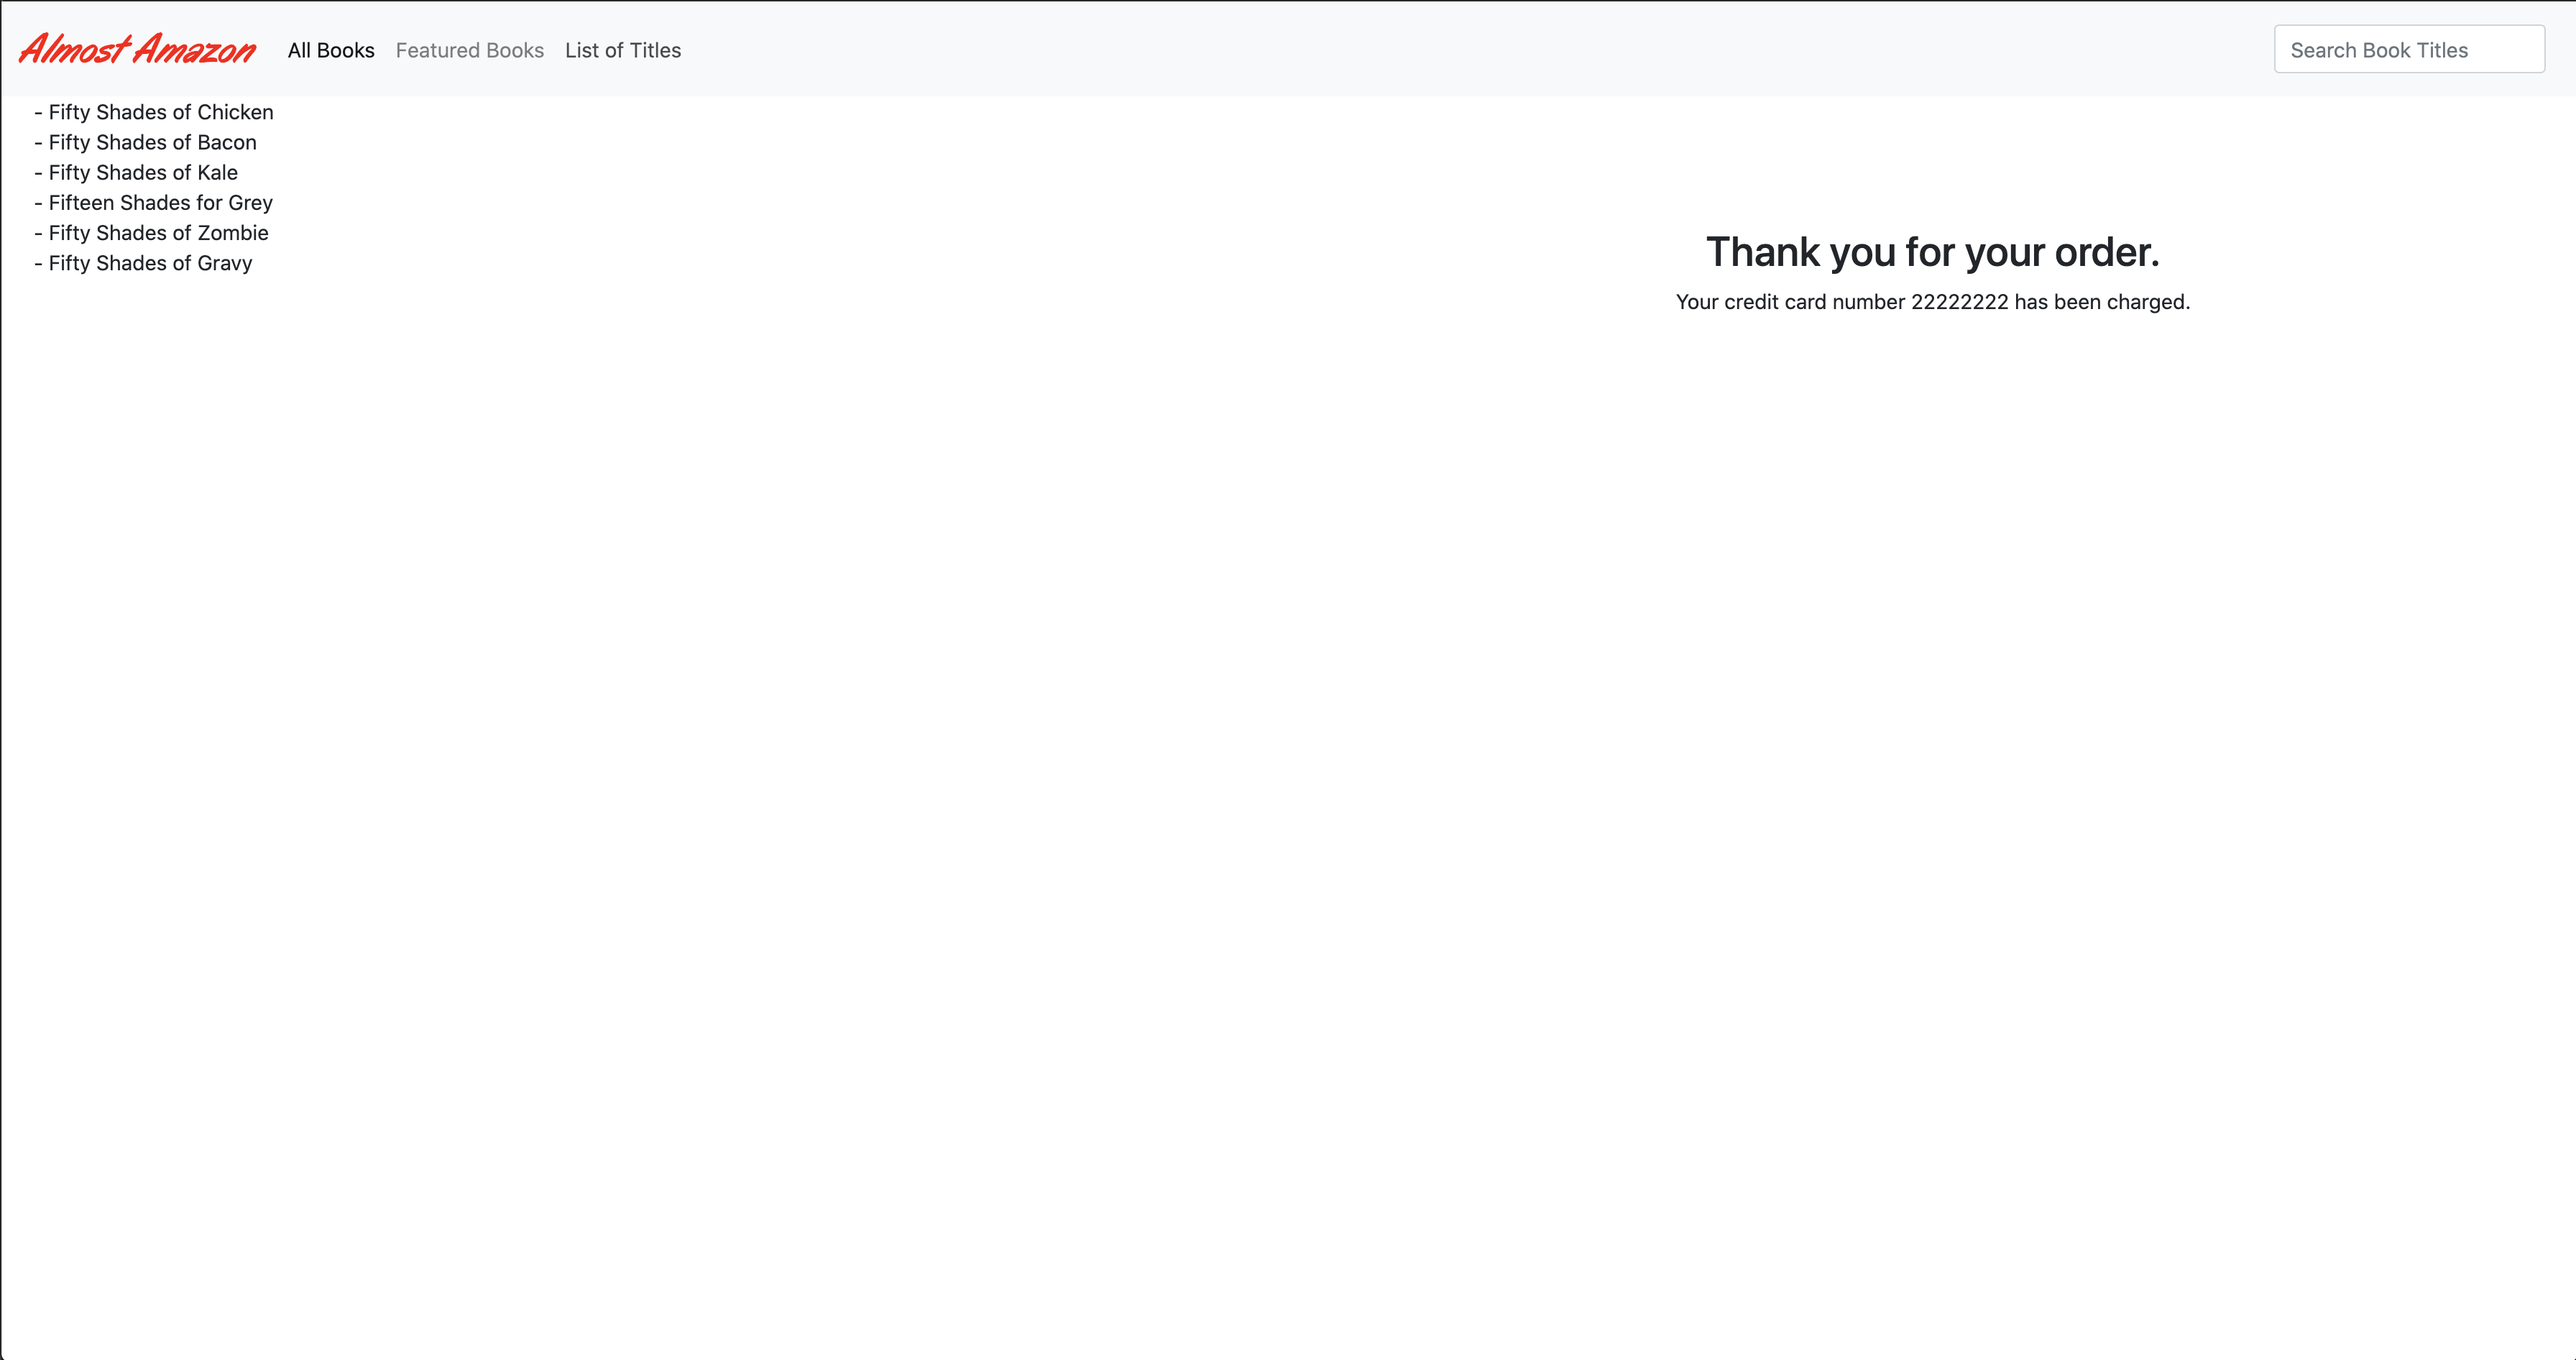 Almost Amazon All Books Featured Books List of Titles Search Book Titles
- Fifty Shades of Chicken
- Fifty Shades of Bacon
- Fifty Shades of Kale
- Fifteen Shades for Grey
- Fifty Shades of Zombie
- Fifty Shades of Gravy
Thank you for your order.
Your credit card number 22222222 has been charged.